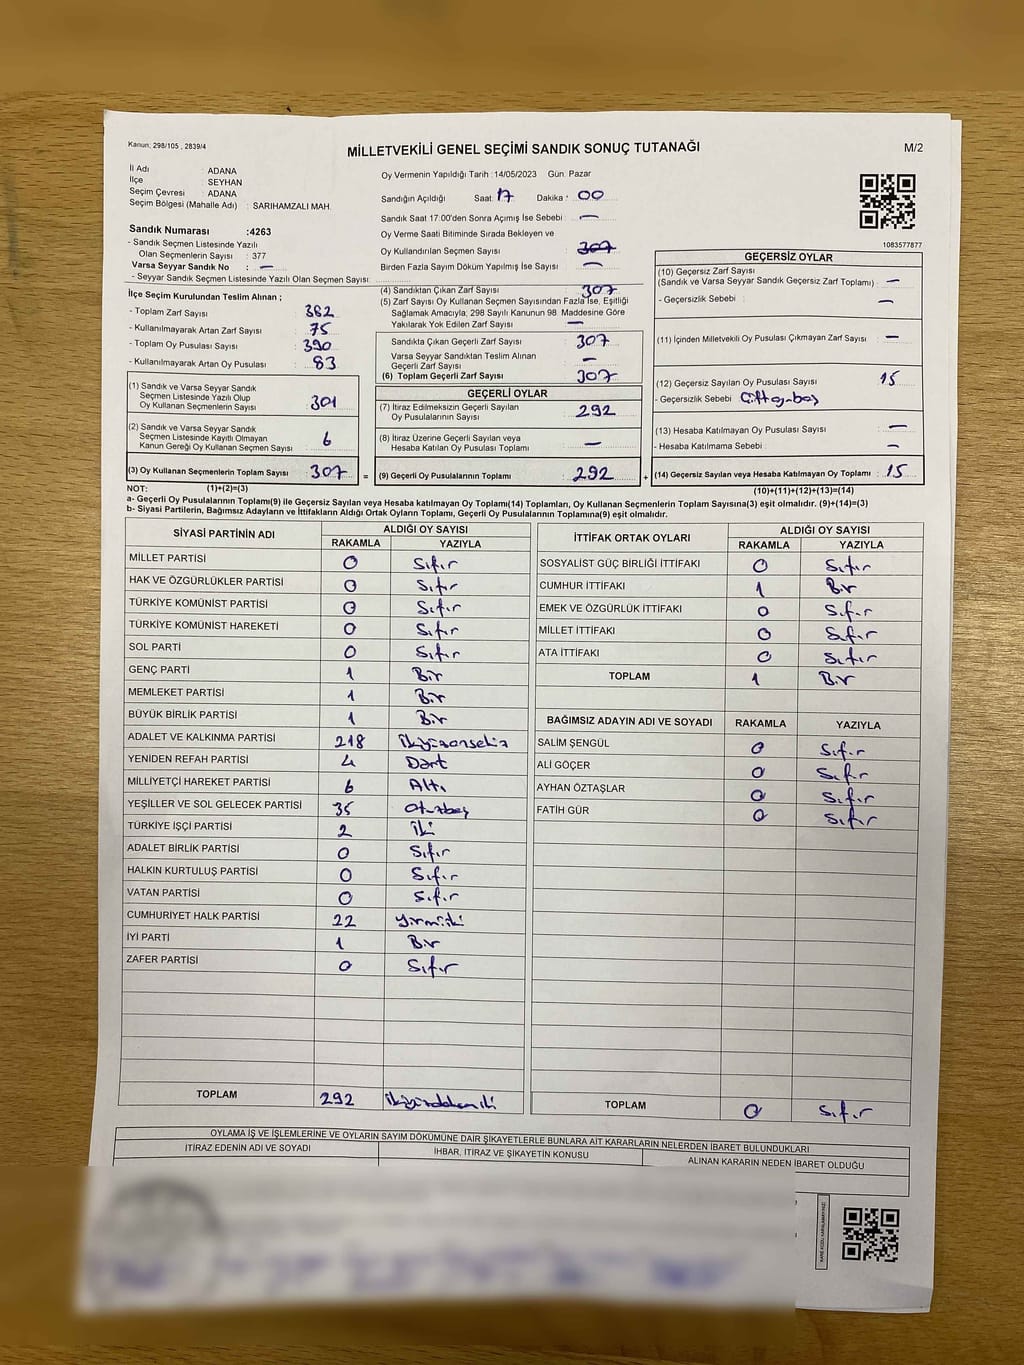 Kanun; 298/105 , 2839/4
MİLLETVEKİLİ GENEL SEÇİMİ SANDIK SONUÇ TUTANAĞI
M/2
İl Adı : ADANA
İlçe : SEYHAN
Seçim Çevresi : ADANA
Seçim Bölgesi (Mahalle Adı) : SARIHAMZALI MAH.
Sandık Numarası :4263
- Sandık Seçmen Listesinde Yazılı
Olan Seçmenlerin Sayısı : 377
Varsa Seyyar Sandık No : —
- Seyyar Sandık Seçmen Listesinde Yazılı Olan Seçmen Sayısı:
İlçe Seçim Kurulundan Teslim Alınan ;
- Toplam Zarf Sayısı : 382
- Kullanılmayarak Artan Zarf Sayısı : 75
- Toplam Oy Pusulası Sayısı : 390
- Kullanılmayarak Artan Oy Pusulası : 83
(1) Sandık ve Varsa Seyyar Sandık
Seçmen Listesinde Yazılı Olup
Oy Kullanan Seçmenlerin Sayısı : 301
(2) Sandık ve Varsa Seyyar Sandık
Seçmen Listesinde Kayıtlı Olmayan
Kanun Gereği Oy Kullanan Seçmen Sayısı : 6
(3) Oy Kullanan Seçmenlerin Toplam Sayısı : 307
Oy Vermenin Yapıldığı Tarih :14/05/2023 Gün: Pazar
Sandığın Açıldığı Saat: 17 Dakika : 00
Sandık Saat 17:00'den Sonra Açımış İse Sebebi : —
Oy Verme Saati Bitiminde Sırada Bekleyen ve
Oy Kullandırılan Seçmen Sayısı : 307
Birden Fazla Sayım Döküm Yapılmış İse Sayısı : —
(4) Sandıktan Çıkan Zarf Sayısı : 307
(5) Zarf Sayısı Oy Kullanan Seçmen Sayısından Fazla İse, Eşitliği
Sağlamak Amacıyla, 298 Sayılı Kanunun 98. Maddesine Göre
Yakılarak Yok Edilen Zarf Sayısı : —
Sandıkta Çıkan Geçerli Zarf Sayısı : 307
Varsa Seyyar Sandıktan Teslim Alınan
Geçerli Zarf Sayısı : —
(6) Toplam Geçerli Zarf Sayısı : 307
GEÇERLİ OYLAR
(7) İtiraz Edilmeksizin Geçerli Sayılan
Oy Pusulalarının Sayısı : 292
(8) İtiraz Üzerine Geçerli Sayılan veya
Hesaba Katılan Oy Pusulası Toplamı : —
= (9) Geçerli Oy Pusulalarının Toplamı : 292
1083577877
GEÇERSİZ OYLAR
(10) Geçersiz Zarf Sayısı
(Sandık ve Varsa Seyyar Sandık Geçersiz Zarf Toplamı) : —
- Geçersizlik Sebebi : —
(11) İçinden Milletvekili Oy Pusulası Çıkmayan Zarf Sayısı : —
(12) Geçersiz Sayılan Oy Pusulası Sayısı : 15
- Geçersizlik Sebebi : Çift oy-boş
(13) Hesaba Katılmayan Oy Pusulası Sayısı : —
- Hesaba Katılmama Sebebi : —
+ (14) Geçersiz Sayılan veya Hesaba Katılmayan Oy Toplamı : 15
NOT: (1)+(2)=(3)
(10)+(11)+(12)+(13)=(14)
a- Geçerli Oy Pusulalarının Toplamı(9) ile Geçersiz Sayılan veya Hesaba katılmayan Oy Toplamı(14) Toplamları, Oy Kullanan Seçmenlerin Toplam Sayısına(3) eşit olmalıdır. (9)+(14)=(3)
b- Siyasi Partilerin, Bağımsız Adayların ve İttifakların Aldığı Ortak Oyların Toplamı, Geçerli Oy Pusulalarının Toplamına(9) eşit olmalıdır.
SİYASİ PARTİNİN ADI ALDIĞI OY SAYISI
RAKAMLA YAZIYLA
MİLLET PARTİSİ 0 Sıfır
HAK VE ÖZGÜRLÜKLER PARTİSİ 0 Sıfır
TÜRKİYE KOMÜNİST PARTİSİ 0 Sıfır
TÜRKİYE KOMÜNİST HAREKETİ 0 Sıfır
SOL PARTİ 0 Sıfır
GENÇ PARTİ 1 Bir
MEMLEKET PARTİSİ 1 Bir
BÜYÜK BİRLİK PARTİSİ 1 Bir
ADALET VE KALKINMA PARTİSİ 218 ikiyüzonsekiz
YENİDEN REFAH PARTİSİ 4 Dört
MİLLİYETÇİ HAREKET PARTİSİ 6 Altı
YEŞİLLER VE SOL GELECEK PARTİSİ 35 otuzbeş
TÜRKİYE İŞÇİ PARTİSİ 2 iki
ADALET BİRLİK PARTİSİ 0 Sıfır
HALKIN KURTULUŞ PARTİSİ 0 Sıfır
VATAN PARTİSİ 0 Sıfır
CUMHURİYET HALK PARTİSİ 22 yirmiiki
İYİ PARTİ 1 Bir
ZAFER PARTİSİ 0 Sıfır
TOPLAM 292 ikiyüzdoksaniki
İTTİFAK ORTAK OYLARI ALDIĞI OY SAYISI
RAKAMLA YAZIYLA
SOSYALİST GÜÇ BİRLİĞİ İTTİFAKI 0 Sıfır
CUMHUR İTTİFAKI 1 Bir
EMEK VE ÖZGÜRLÜK İTTİFAKI 0 Sıfır
MİLLET İTTİFAKI 0 Sıfır
ATA İTTİFAKI 0 Sıfır
TOPLAM 1 Bir
BAĞIMSIZ ADAYIN ADI VE SOYADI RAKAMLA YAZIYLA
SALİM ŞENGÜL 0 Sıfır
ALİ GÖÇER 0 Sıfır
AYHAN ÖZTAŞLAR 0 Sıfır
FATİH GÜR 0 Sıfır
TOPLAM 0 Sıfır
OYLAMA İŞ VE İŞLEMLERİNE VE OYLARIN SAYIM DÖKÜMÜNE DAİR ŞİKAYETLERLE BUNLARA AİT KARARLARIN NELERDEN İBARET BULUNDUKLARI
İTİRAZ EDENİN ADI VE SOYADI İHBAR, İTİRAZ VE ŞİKAYETİN KONUSU ALINAN KARARIN NEDEN İBARET OLDUĞU